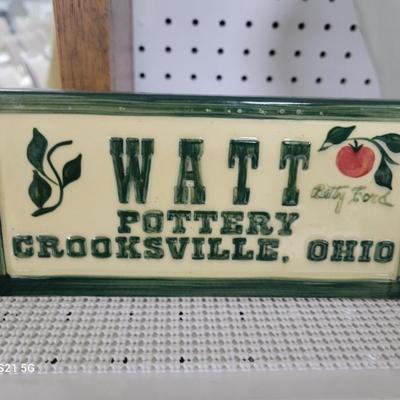 WATT
Betty Ford
POTTERY
CROOKSVILLE, OHIO
S21 5G